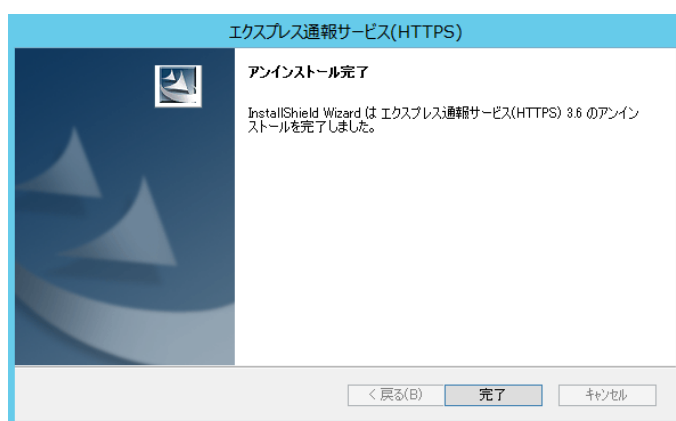 エクスプレス通報サービス(HTTPS)
アンインストール完了
InstallShield Wizard は エクスプレス通報サービス(HTTPS) 3.6 のアンイン
ストールを完了しました。
< 戻る(B)
完了
キャンセル